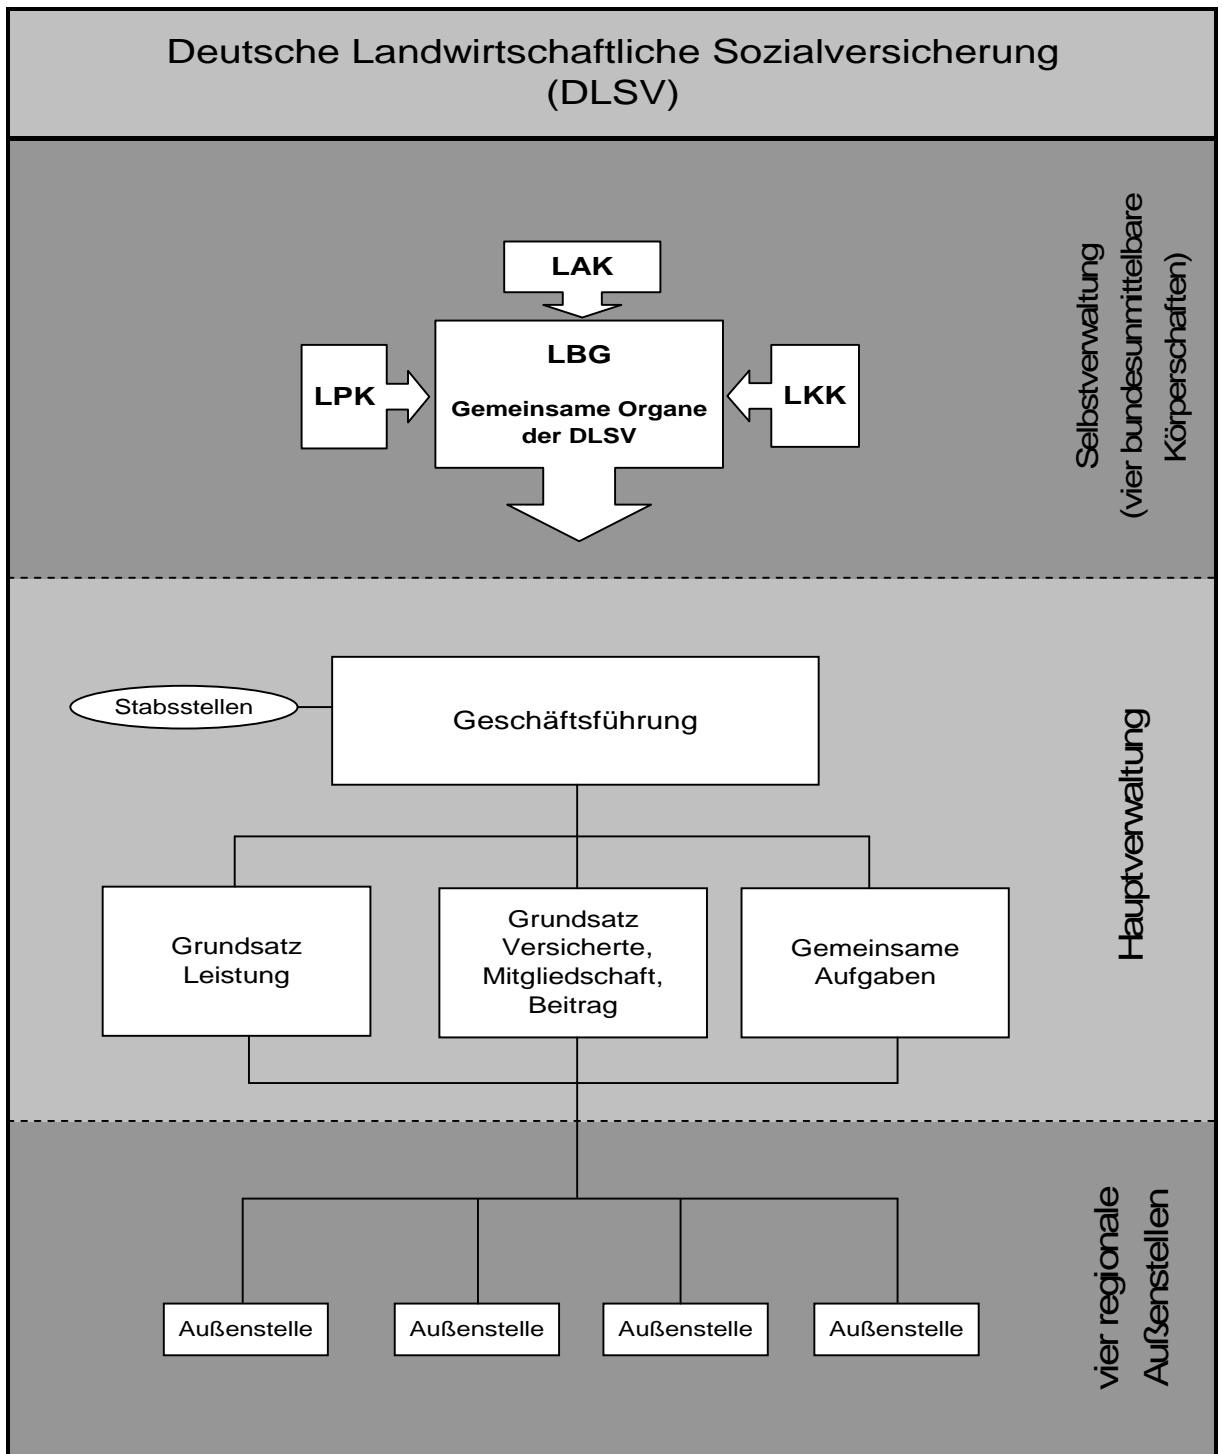 Deutsche Landwirtschaftliche Sozialversicherung
(DLSV)
LAK
LBG
Gemeinsame Organe
der DLSV
LPK
LKK
Selbstverwaltung
(vier bundesunmittelbare
Körperschaften)
Stabsstellen
Geschäftsführung
Grundsatz
Leistung
Grundsatz
Versicherte,
Mitgliedschaft,
Beitrag
Gemeinsame
Aufgaben
Hauptverwaltung
Außenstelle
Außenstelle
Außenstelle
Außenstelle
vier regionale
Außenstellen